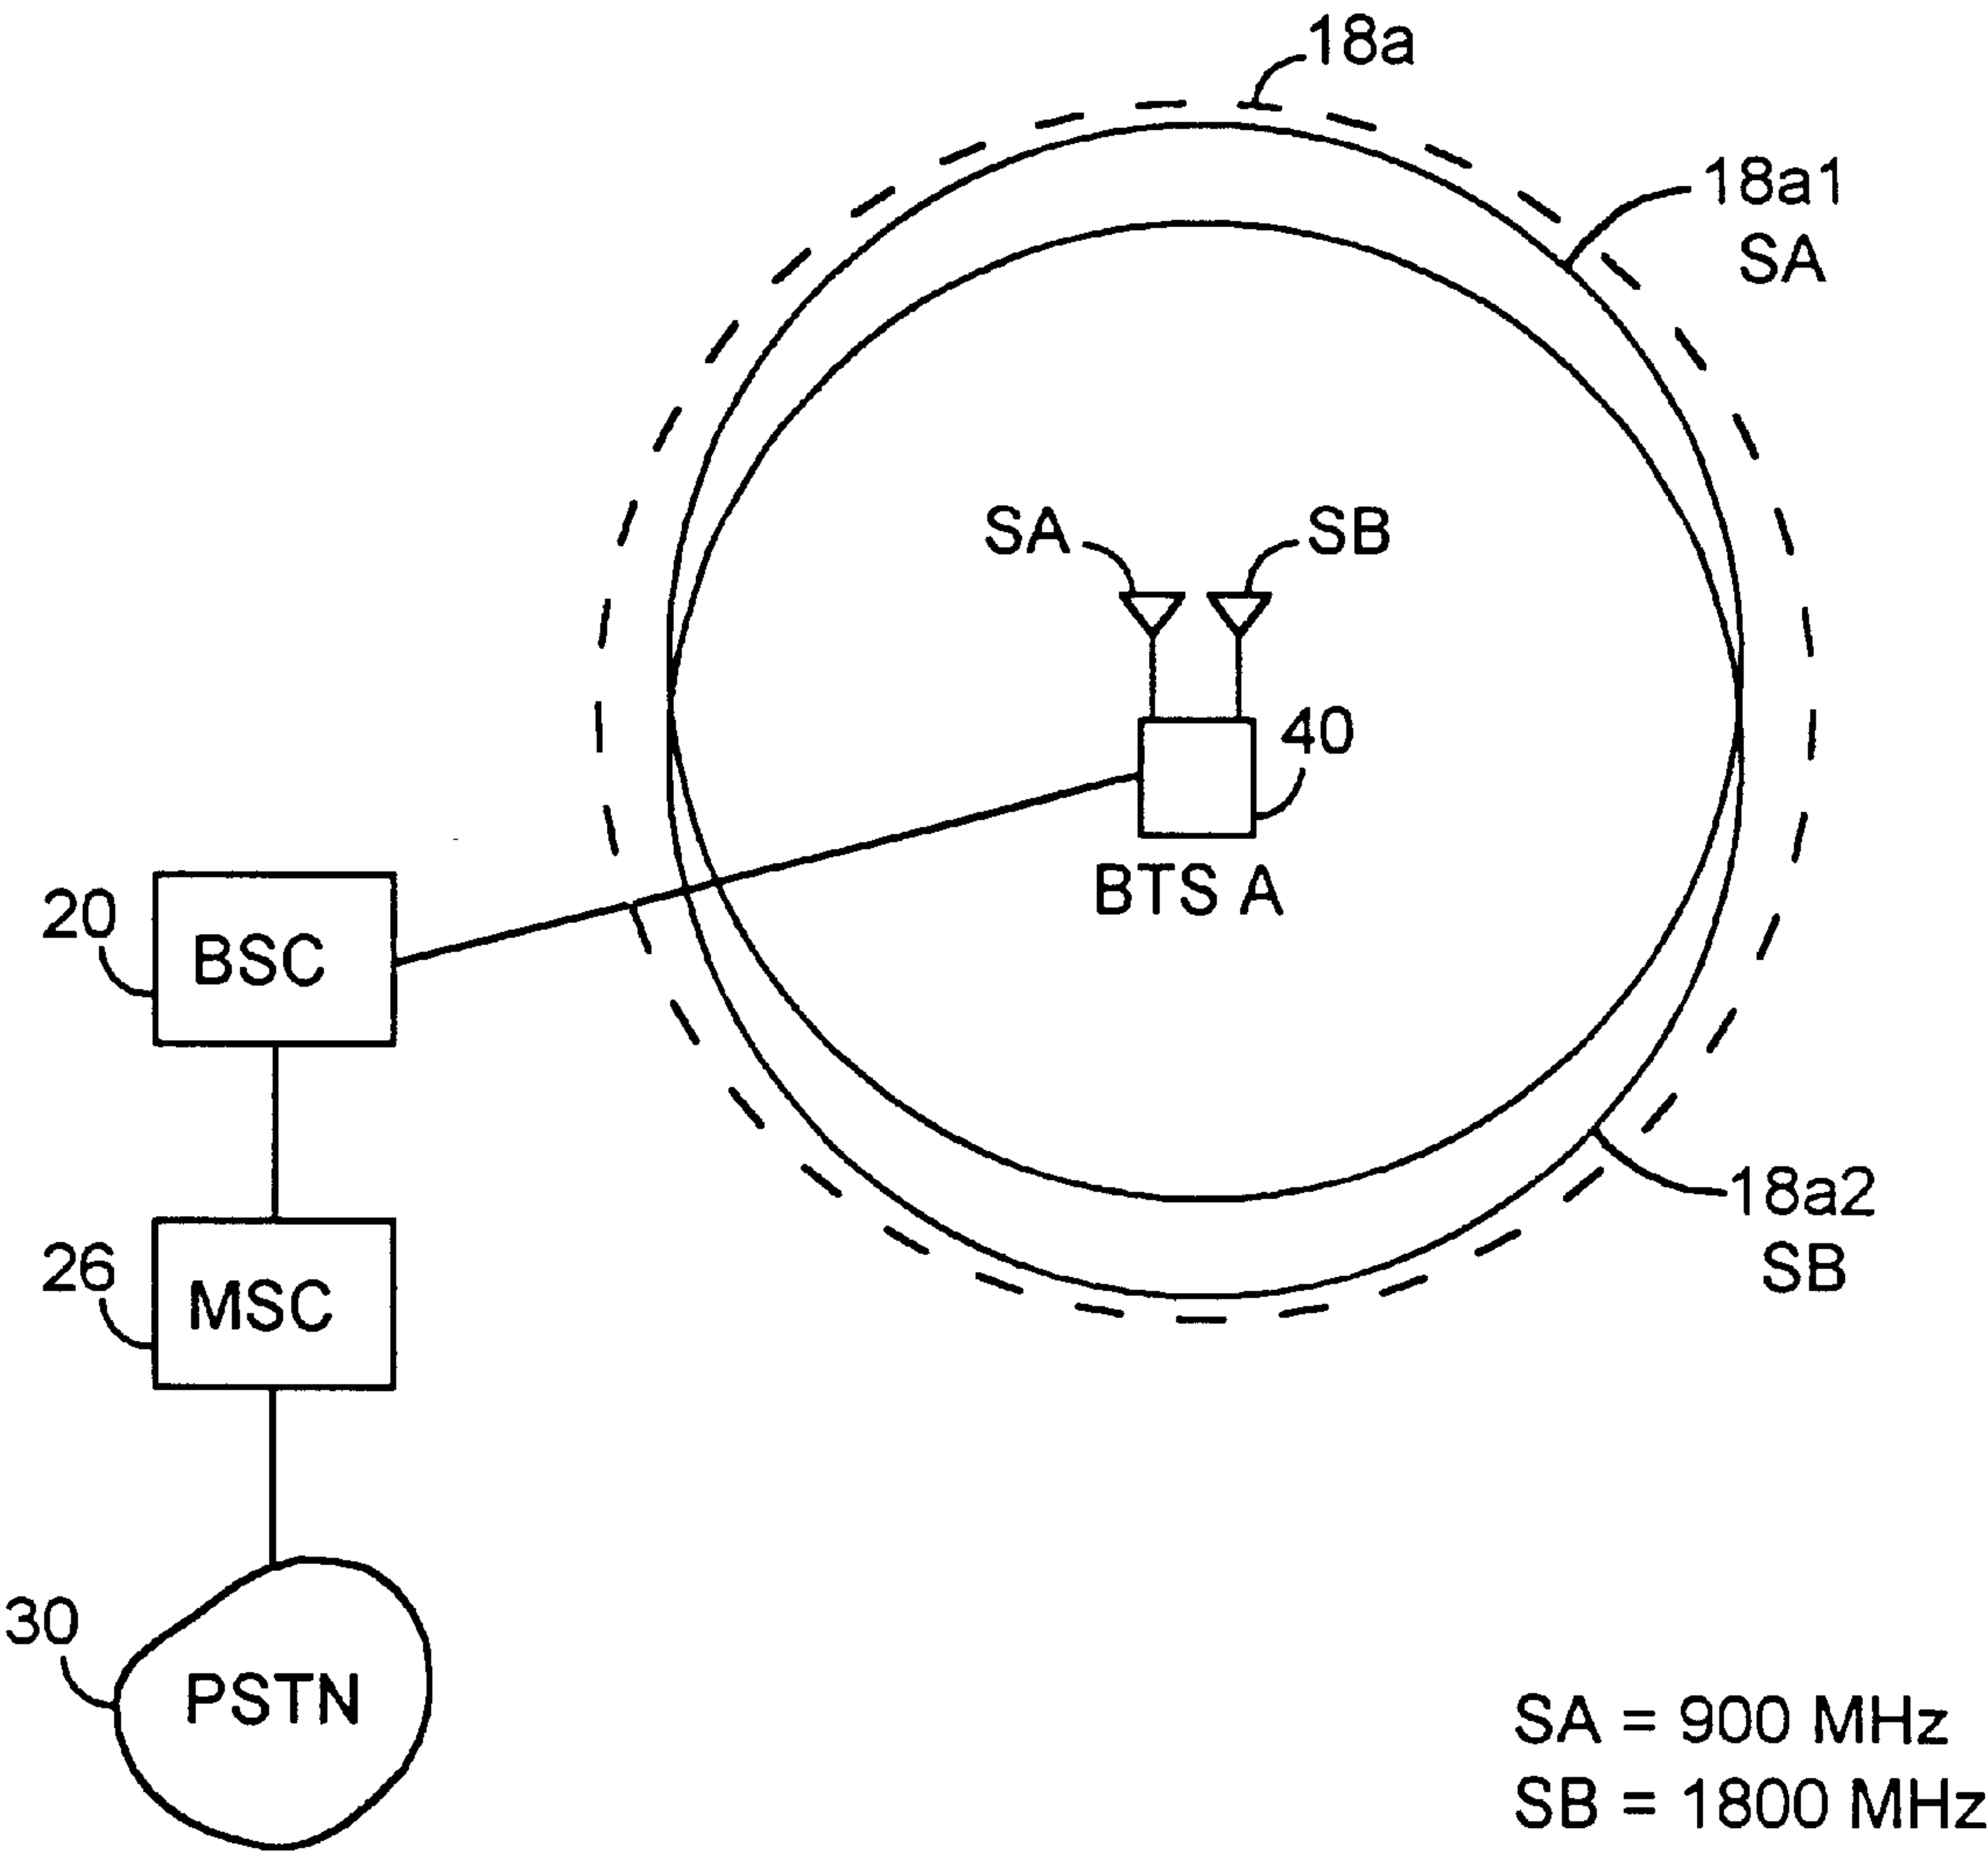 18a
18a1
SA
SA
SB
40
BTS A
20
BSC
18a2
SB
26
MSC
30
PSTN
SA = 900 MHz
SB = 1800 MHz